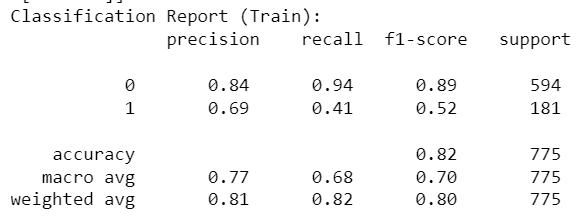 Classification Report (Train):
precision recall f1-score support
0 0.84 0.94 0.89 594
1 0.69 0.41 0.52 181
accuracy 0.82 775
macro avg 0.77 0.68 0.70 775
weighted avg 0.81 0.82 0.80 775